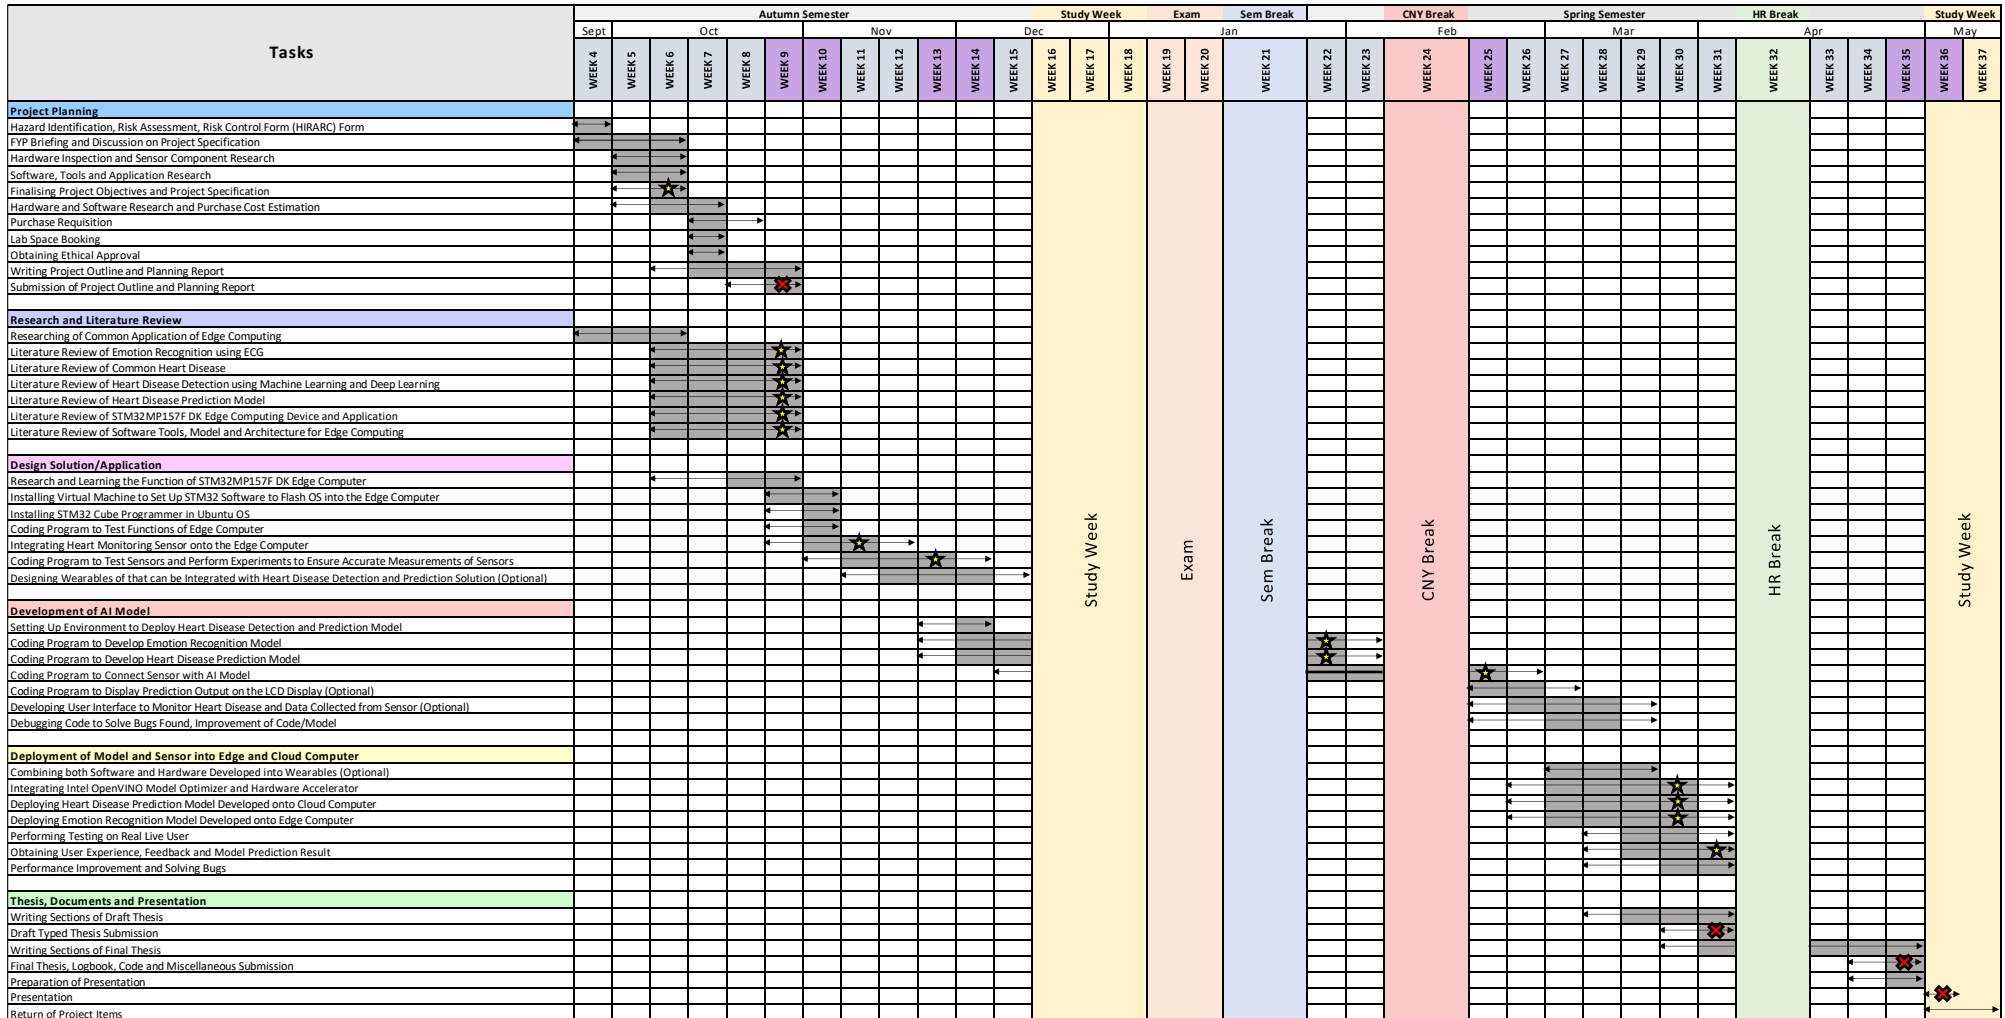 Autumn Semester Study Week Exam Sem Break CNY Break Spring Semester HR Break Study Week
Sept Oct Nov Dec Jan Feb Mar Apr May
Tasks
WEEK 4 WEEK 5 WEEK 6 WEEK 7 WEEK 8 WEEK 9 WEEK 10 WEEK 11 WEEK 12 WEEK 13 WEEK 14 WEEK 15 WEEK 16 WEEK 17 WEEK 18 WEEK 19 WEEK 20 WEEK 21 WEEK 22 WEEK 23 WEEK 24 WEEK 25 WEEK 26 WEEK 27 WEEK 28 WEEK 29 WEEK 30 WEEK 31 WEEK 32 WEEK 33 WEEK 34 WEEK 35 WEEK 36 WEEK 37
Project Planning
Hazard Identification, Risk Assessment, Risk Control Form (HIRARC) Form
FYP Briefing and Discussion on Project Specification
Hardware Inspection and Sensor Component Research
Software, Tools and Application Research
Finalising Project Objectives and Project Specification
Hardware and Software Research and Purchase Cost Estimation
Purchase Requisition
Lab Space Booking
Obtaining Ethical Approval
Writing Project Outline and Planning Report
Submission of Project Outline and Planning Report
Research and Literature Review
Researching of Common Application of Edge Computing
Literature Review of Emotion Recognition using ECG
Literature Review of Common Heart Disease
Literature Review of Heart Disease Detection using Machine Learning and Deep Learning
Literature Review of Heart Disease Prediction Model
Literature Review of STM32MP157F DK Edge Computing Device and Application
Literature Review of Software Tools, Model and Architecture for Edge Computing
Design Solution/Application
Research and Learning the Function of STM32MP157F DK Edge Computer
Installing Virtual Machine to Set Up STM32 Software to Flash OS into the Edge Computer
Installing STM32 Cube Programmer in Ubuntu OS
Coding Program to Test Functions of Edge Computer
Integrating Heart Monitoring Sensor onto the Edge Computer
Coding Program to Test Sensors and Perform Experiments to Ensure Accurate Measurements of Sensors
Designing Wearables of that can be Integrated with Heart Disease Detection and Prediction Solution (Optional)
Study Week
Exam
Sem Break
CNY Break
HR Break
Study Week
Development of AI Model
Setting Up Environment to Deploy Heart Disease Detection and Prediction Model
Coding Program to Develop Emotion Recognition Model
Coding Program to Develop Heart Disease Prediction Model
Coding Program to Connect Sensor with AI Model
Coding Program to Display Prediction Output on the LCD Display (Optional)
Developing User Interface to Monitor Heart Disease and Data Collected from Sensor (Optional)
Debugging Code to Solve Bugs Found, Improvement of Code/Model
Deployment of Model and Sensor into Edge and Cloud Computer
Combining both Software and Hardware Developed into Wearables (Optional)
Integrating Intel OpenVINO Model Optimizer and Hardware Accelerator
Deploying Heart Disease Prediction Model Developed onto Cloud Computer
Deploying Emotion Recognition Model Developed onto Edge Computer
Performing Testing on Real Live User
Obtaining User Experience, Feedback and Model Prediction Result
Performance Improvement and Solving Bugs
Thesis, Documents and Presentation
Writing Sections of Draft Thesis
Draft Typed Thesis Submission
Writing Sections of Final Thesis
Final Thesis, Logbook, Code and Miscellaneous Submission
Preparation of Presentation
Presentation
Return of Project Items